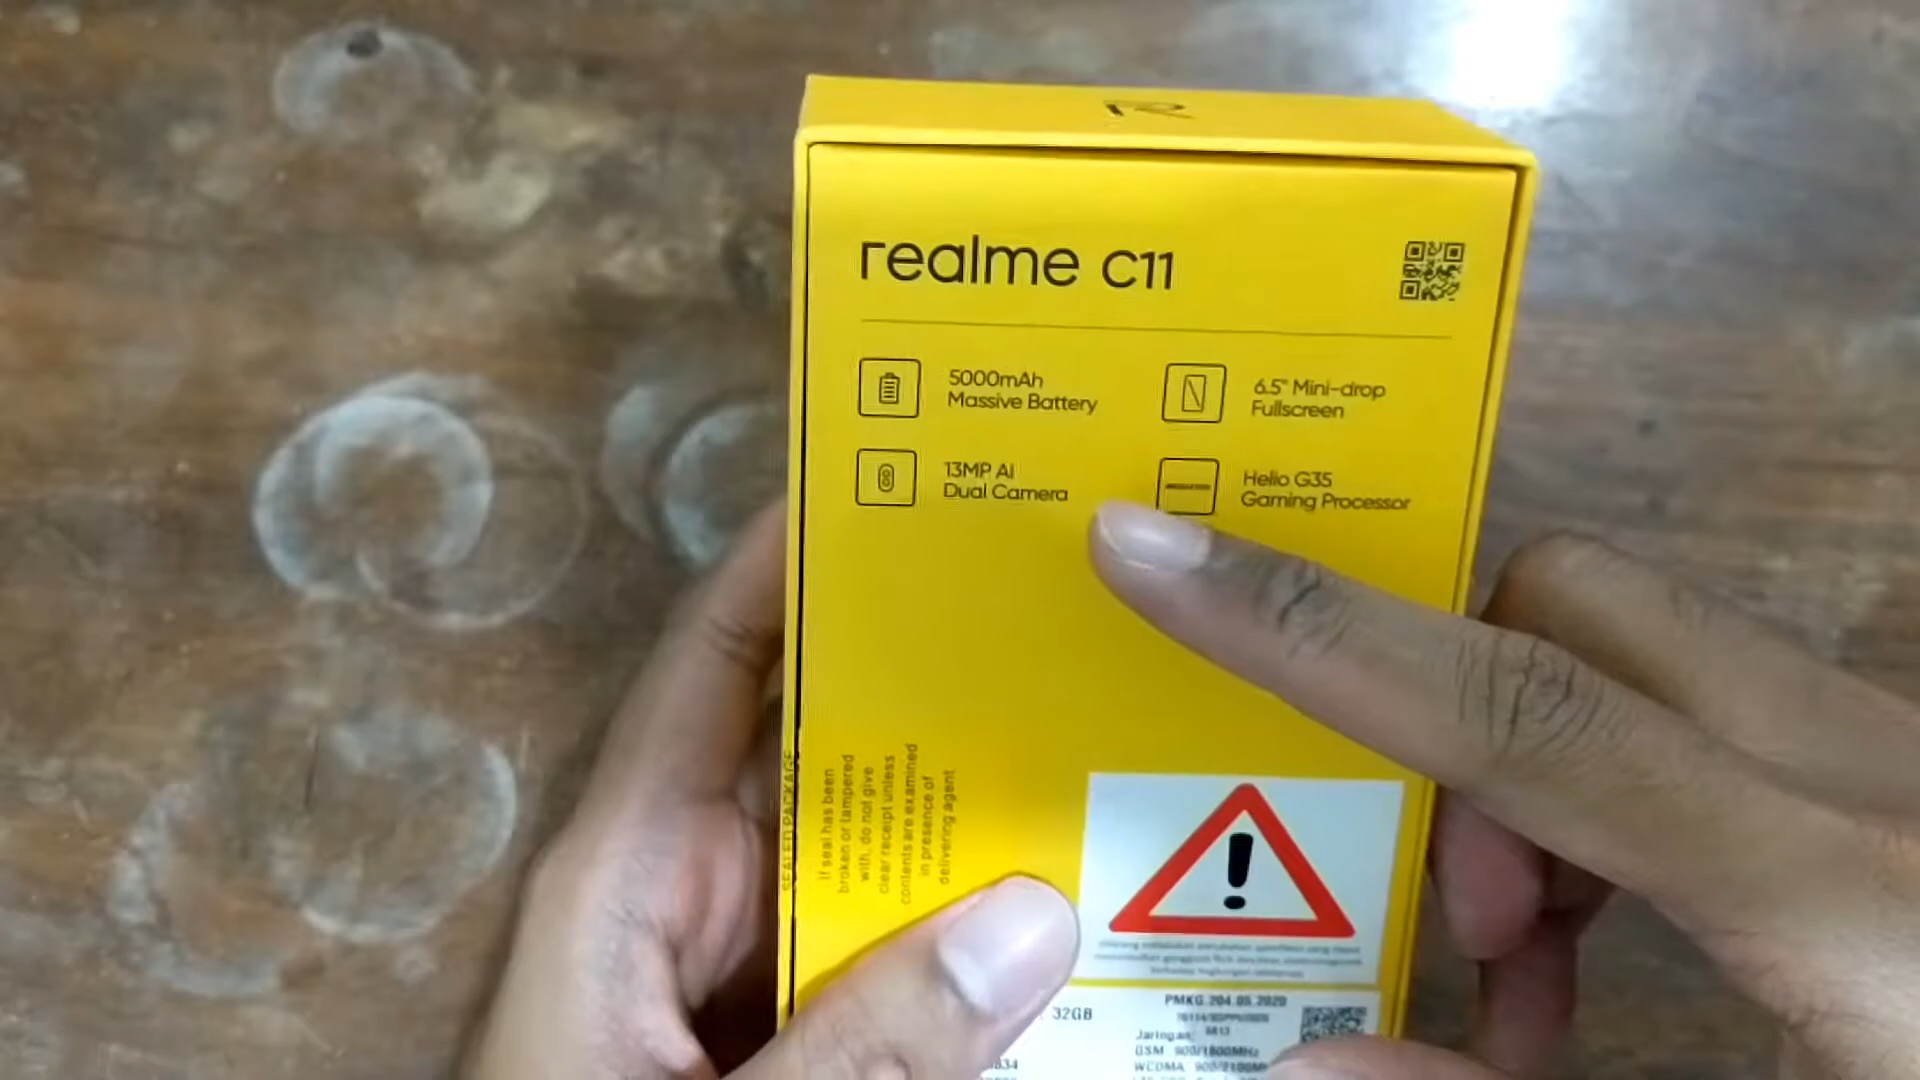 realme C11
5000mAh
Massive Battery
6.5" Mini-drop
Fullscreen
13MP AI
Dual Camera
Helio G35
Gaming Processor
SEALED PACKAGE
If seal has been
broken or tampered
with, do not give
clear receipt unless
contents are examined
in presence of
delivering agent
32GB
PMKG.204.05.2020
Jaringan:
GSM 900/1800MHz
WCDMA 900/2100M